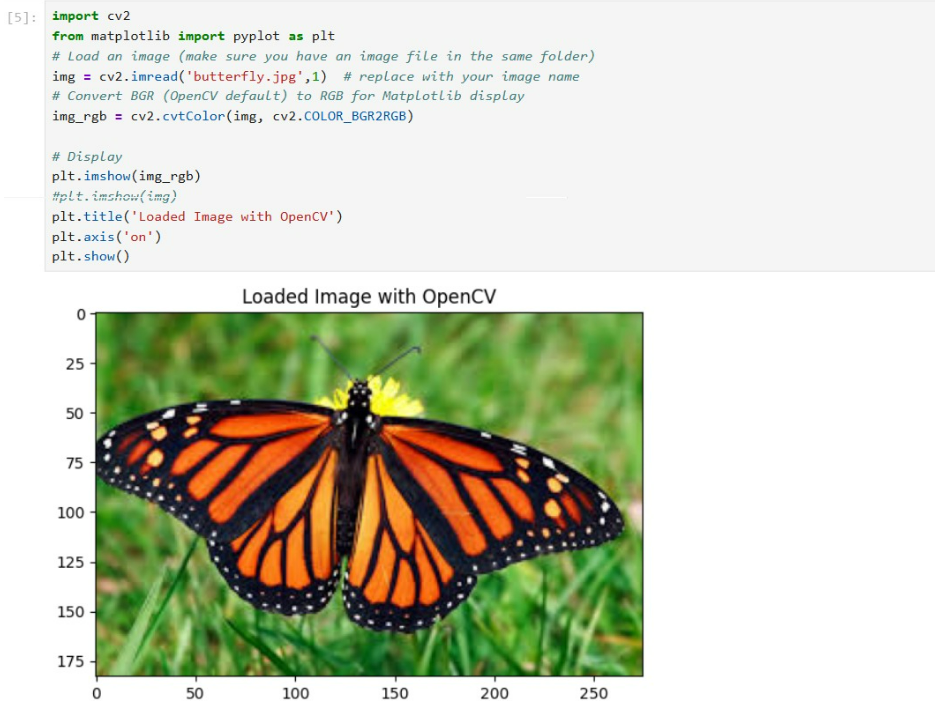 [5]:
import cv2
from matplotlib import pyplot as plt
# Load an image (make sure you have an image file in the same folder)
img = cv2.imread('butterfly.jpg',1)  # replace with your image name
# Convert BGR (OpenCV default) to RGB for Matplotlib display
img_rgb = cv2.cvtColor(img, cv2.COLOR_BGR2RGB)

# Display
plt.imshow(img_rgb)
#plt.imshow(img)
plt.title('Loaded Image with OpenCV')
plt.axis('on')
plt.show()
Loaded Image with OpenCV
0
25
50
75
100
125
150
175
0 50 100 150 200 250